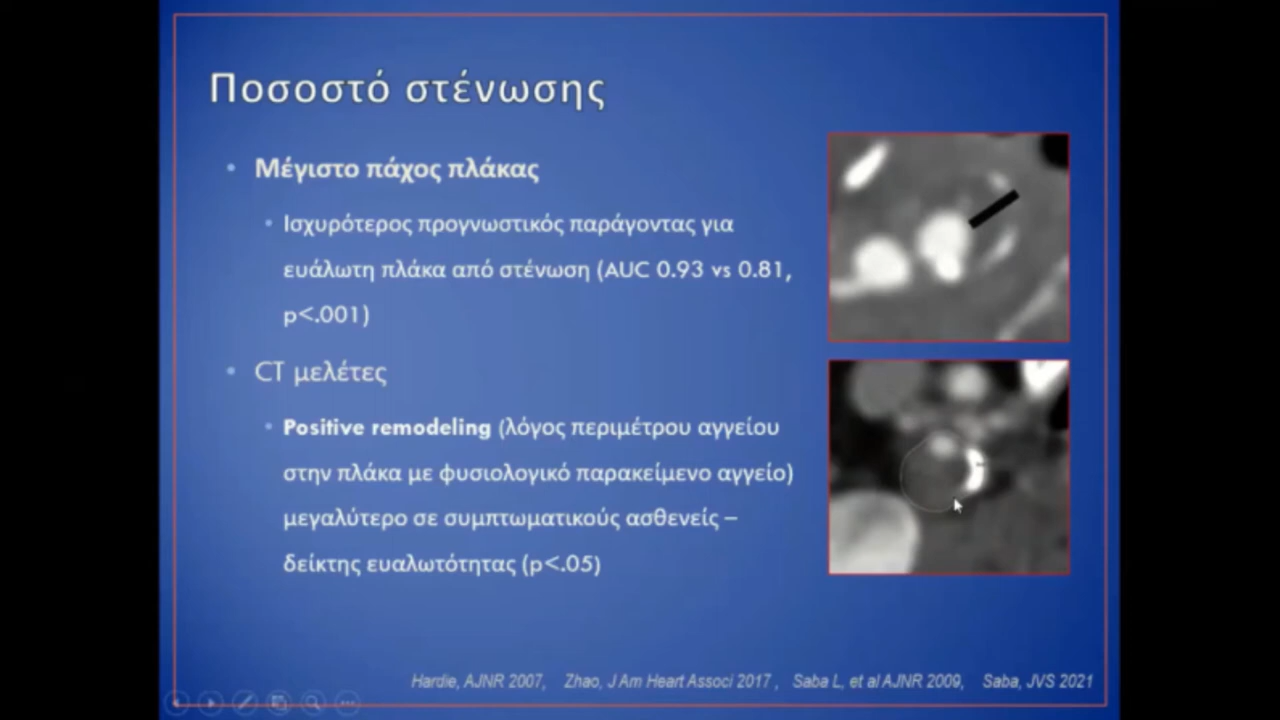 Ποσοστό στένωσης
• Μέγιστο πάχος πλάκας
• Ισχυρότερος προγνωστικός παράγοντας για
ευάλωτη πλάκα από στένωση (AUC 0.93 vs 0.81,
p<.001)
• CT μελέτες
• Positive remodeling (λόγος περιμέτρου αγγείου
στην πλάκα με φυσιολογικό παρακείμενο αγγείο)
μεγαλύτερο σε συμπτωματικούς ασθενείς –
δείκτης ευαλωτότητας (p<.05)
Hardie, AJNR 2007, Zhao, J Am Heart Associ 2017 , Saba L, et al AJNR 2009, Saba, JVS 2021